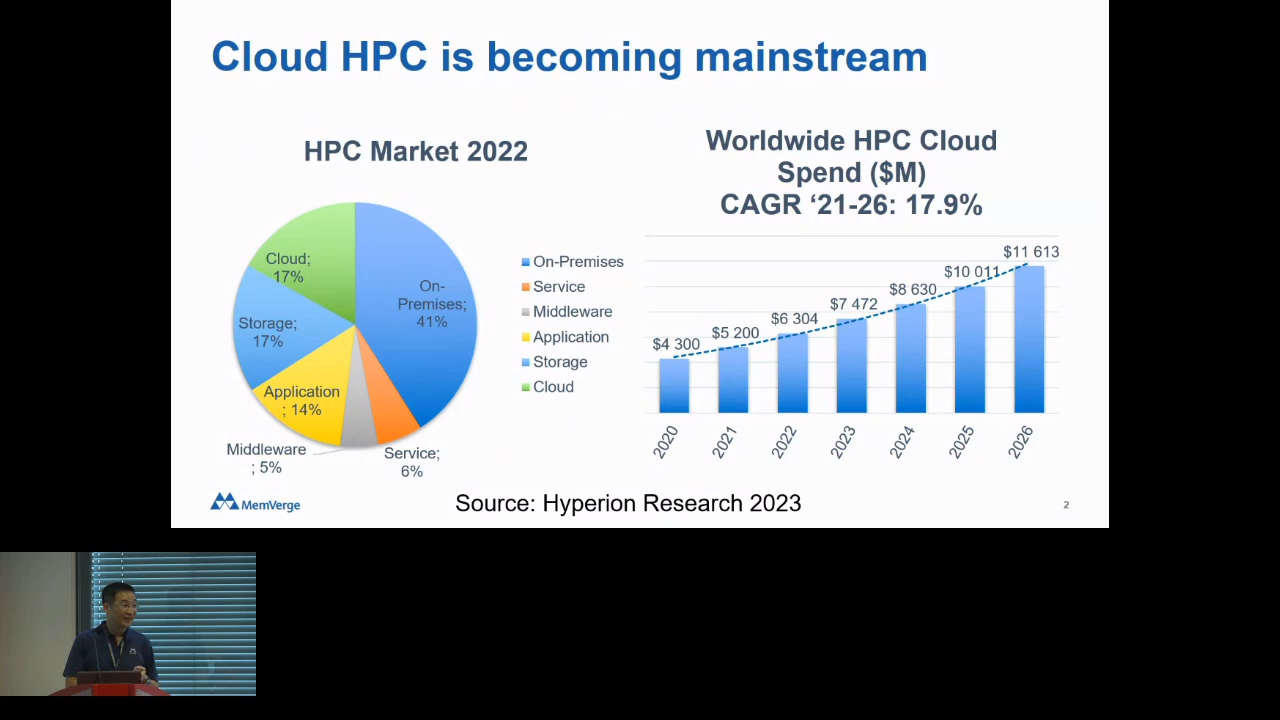 Cloud HPC is becoming mainstream
HPC Market 2022
Cloud;
17%
On-
Premises;
41%
Storage;
17%
Application
; 14%
Middleware
; 5%
Service;
6%
On-Premises
Service
Middleware
Application
Storage
Cloud
Worldwide HPC Cloud
Spend ($M)
CAGR ‘21-26: 17.9%
$4 300
$5 200
$6 304
$7 472
$8 630
$10 011
$11 613
2020
2021
2022
2023
2024
2025
2026
MemVerge
Source: Hyperion Research 2023
2